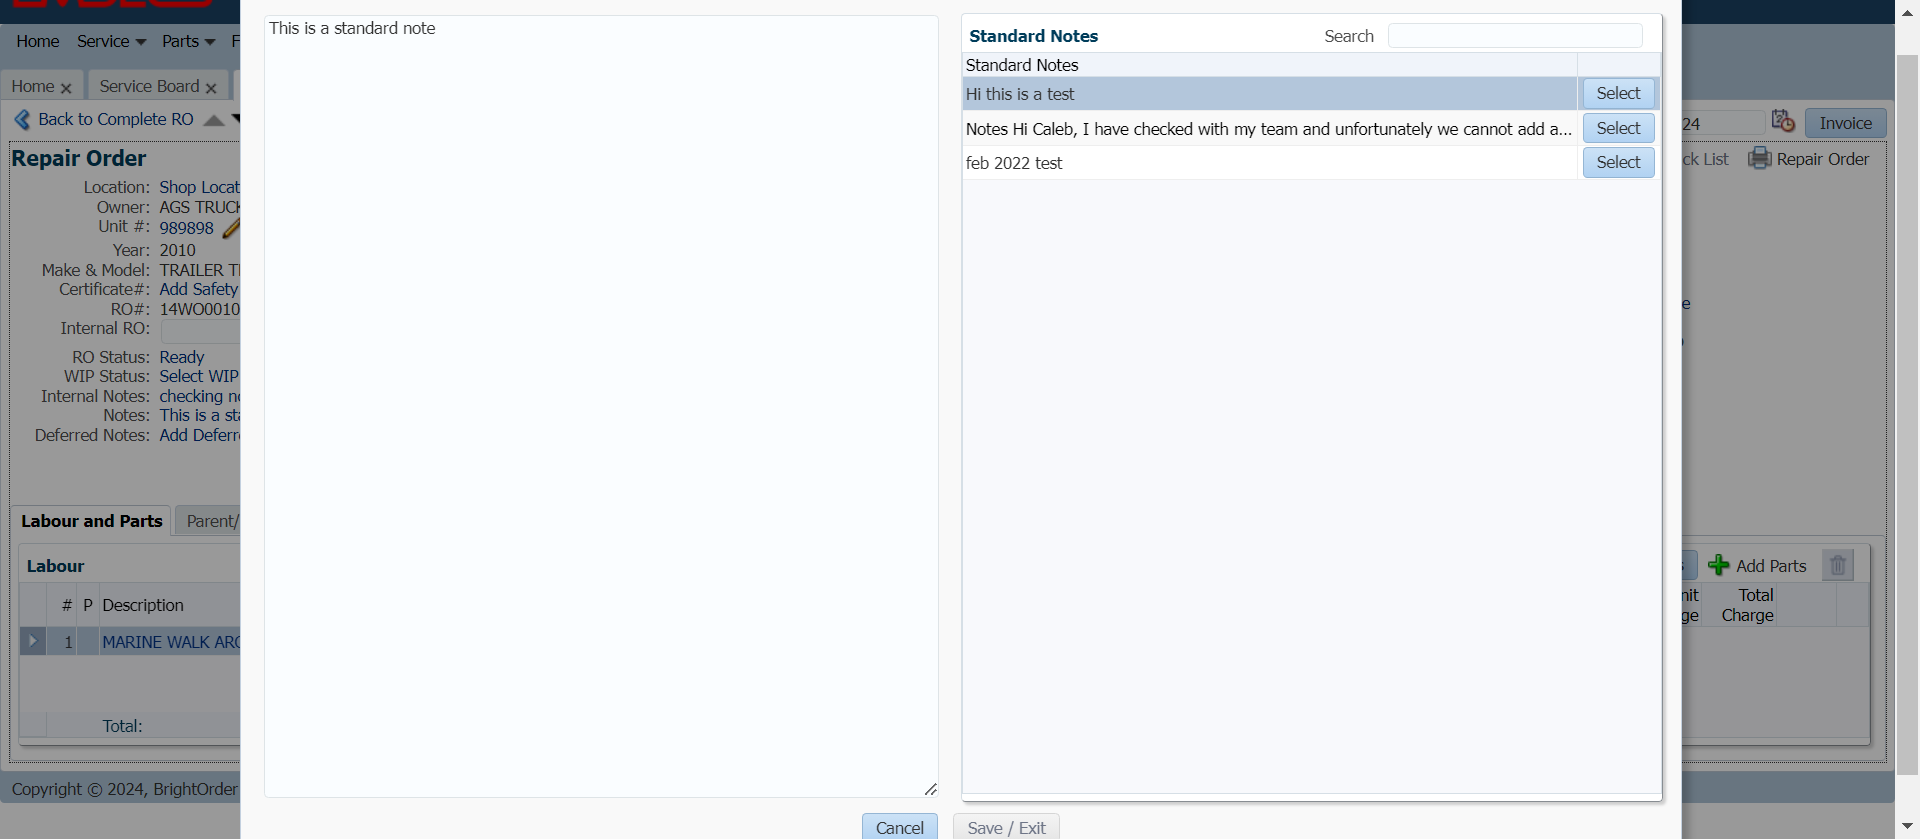 Home Service Parts F
Home Service Board
Back to Complete RO
Repair Order
Location: Shop Locat
Owner: AGS TRUCK
Unit #: 989898
Year: 2010
Make & Model: TRAILER T
Certificate#: Add Safety
RO#: 14WO0010
Internal RO:
RO Status: Ready
WIP Status: Select WIP
Internal Notes: checking no
Notes: This is a sta
Deferred Notes: Add Deferr
Labour and Parts Parent/
Labour
# P Description
1 MARINE WALK ARO
Total:
Copyright © 2024, BrightOrder
This is a standard note
Standard Notes Search
Standard Notes
Hi this is a test Select
Notes Hi Caleb, I have checked with my team and unfortunately we cannot add a... Select
feb 2022 test Select
Cancel Save / Exit
24 Invoice
ck List Repair Order
e
Add Parts
nit Total
ge Charge